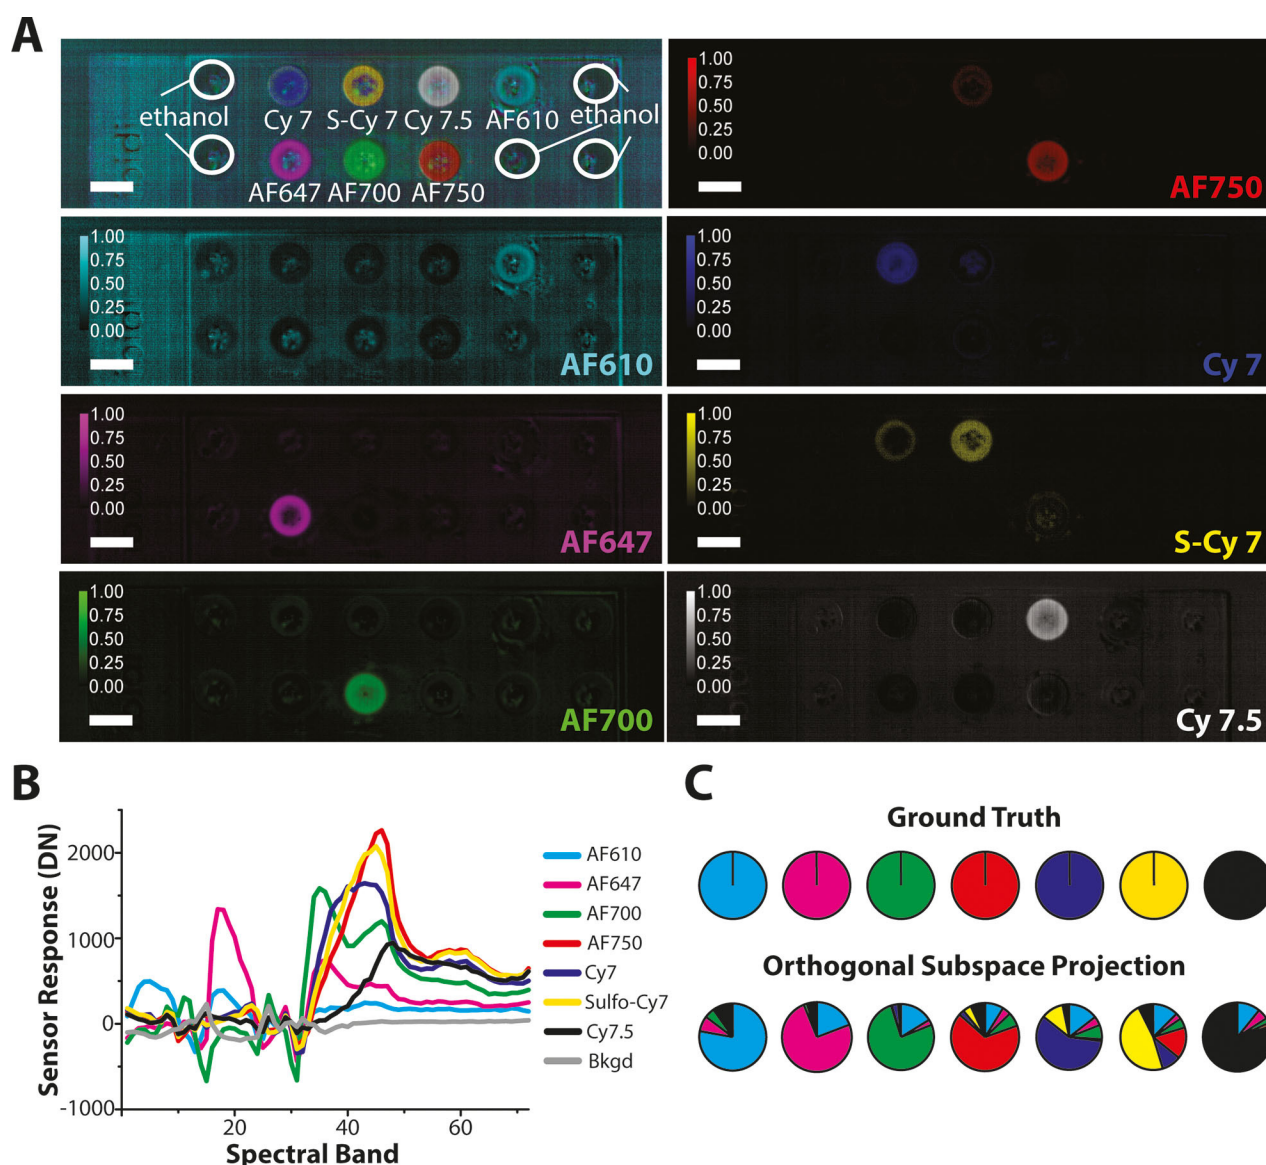 A
ethanol
Cy 7
S-Cy 7
Cy 7.5
AF610
ethanol
AF647
AF700
AF750
1.00
0.75
0.50
0.25
0.00
AF750
1.00
0.75
0.50
0.25
0.00
AF610
1.00
0.75
0.50
0.25
0.00
Cy 7
1.00
0.75
0.50
0.25
0.00
AF647
1.00
0.75
0.50
0.25
0.00
S-Cy 7
1.00
0.75
0.50
0.25
0.00
AF700
1.00
0.75
0.50
0.25
0.00
Cy 7.5
B
Sensor Response (DN)
2000
1000
0
-1000
20
40
60
Spectral Band
AF610
AF647
AF700
AF750
Cy7
Sulfo-Cy7
Cy7.5
Bkgd
C
Ground Truth
Orthogonal Subspace Projection